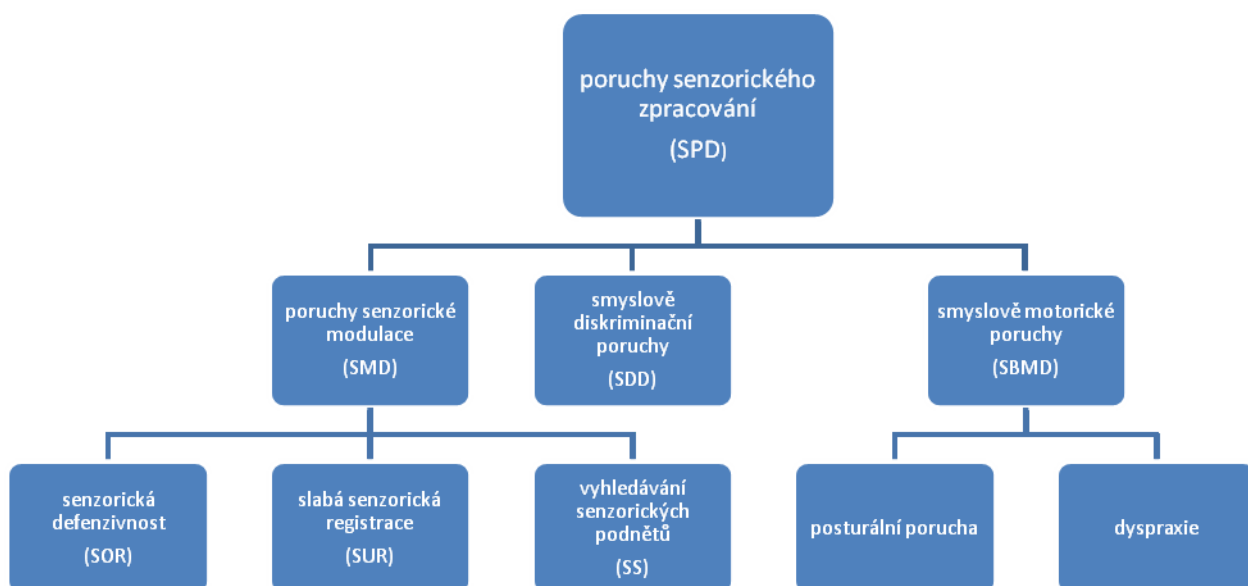 poruchy senzorického
zpracování
(SPD)
poruchy senzorické
modulace
(SMD)
smyslově
diskriminační
poruchy
(SDD)
smyslově motorické
poruchy
(SBMD)
senzorická
defenzivnost
(SOR)
slabá senzorická
registrace
(SUR)
vyhledávání
senzorických
podnětů
(SS)
posturální porucha
dyspraxie